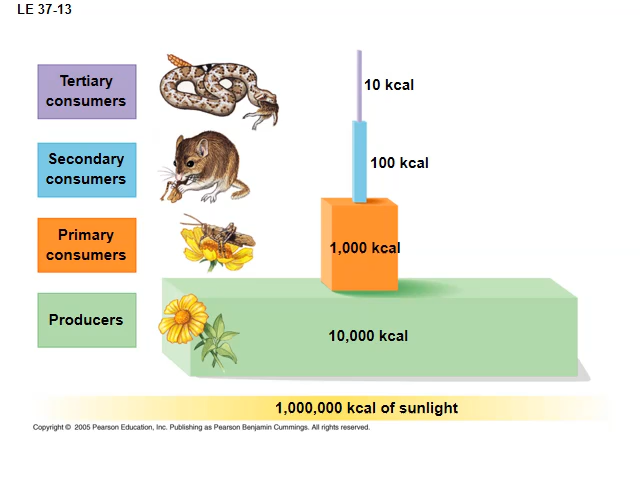 LE 37-13
Tertiary
consumers
10 kcal
Secondary
consumers
100 kcal
Primary
consumers
1,000 kcal
Producers
10,000 kcal
1,000,000 kcal of sunlight
Copyright © 2005 Pearson Education, Inc. Publishing as Pearson Benjamin Cummings. All rights reserved.